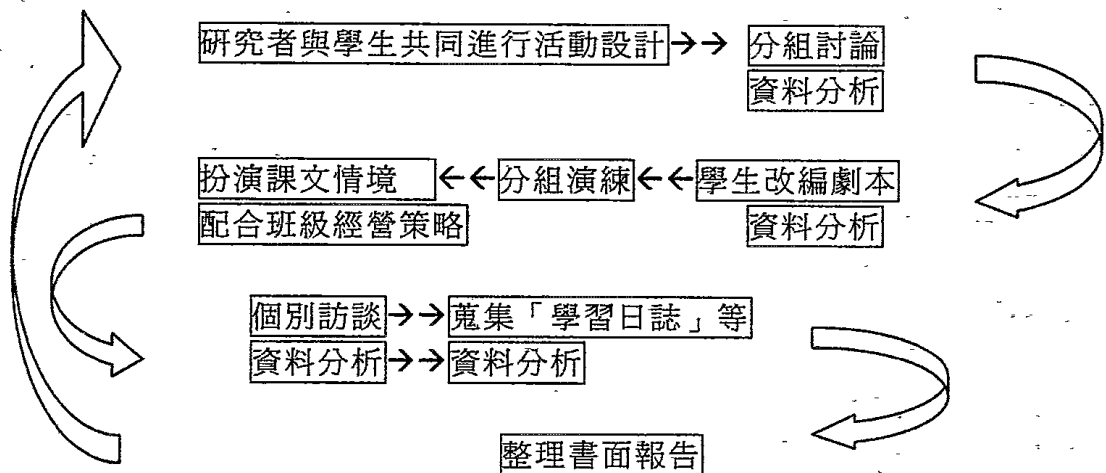 研究者與學生共同進行活動設計→→ 分組討論
資料分析
扮演課文情境 ←←分組演練←←學生改編劇本
配合班級經營策略 資料分析
個別訪談→→蒐集「學習日誌」等
資料分析→→資料分析
整理書面報告